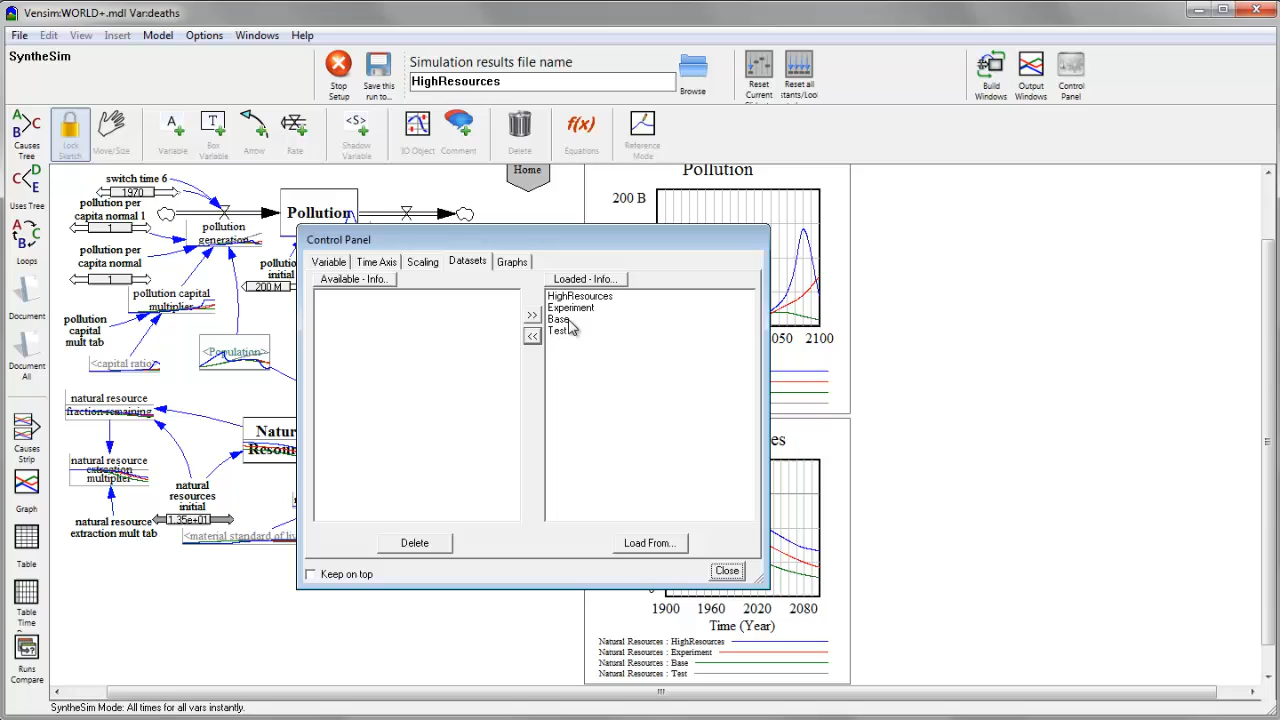 Vensim:WORLD+.mdl Var:deaths
File Edit View Insert Model Options Windows Help
SyntheSim
Stop Setup
Save this run to...
Simulation results file name
HighResources
Browse
Reset Current
Reset all
Build Windows
Output Windows
Control Panel
Causes Tree
Lock Sketch
Move/Size
Variable
Box Variable
Arrow
Rate
Shadow Variable
IO Object
Comment
Delete
Equations
Reference Mode
Uses Tree
Loops
Document
Document All
Causes Strip
Graph
Table
Table Time
Runs Compare
switch time 6
1970
pollution per
capita normal 1
1
pollution per
capita normal
1
pollution
generation
Pollution
Home
pollution capital
multiplier
pollution
capital
mult tab
<capital ratio>
<Population>
initial
200 M
natural resource
fraction remaining
natural resource
extraction
multiplier
natural
resources
initial
1.35e+01
natural resource
extraction mult tab
Control Panel
Variable Time Axis Scaling Datasets Graphs
Available - Info..
Loaded - Info...
>>
<<
HighResources
Experiment
Base
Test
Delete
Load From...
Keep on top
Close
Pollution
200 B
2100
1900 1960 2020 2080
Time (Year)
Natural Resources : HighResources
Natural Resources : Experiment
Natural Resources : Base
Natural Resources : Test
SyntheSim Mode: All times for all vars instantly.